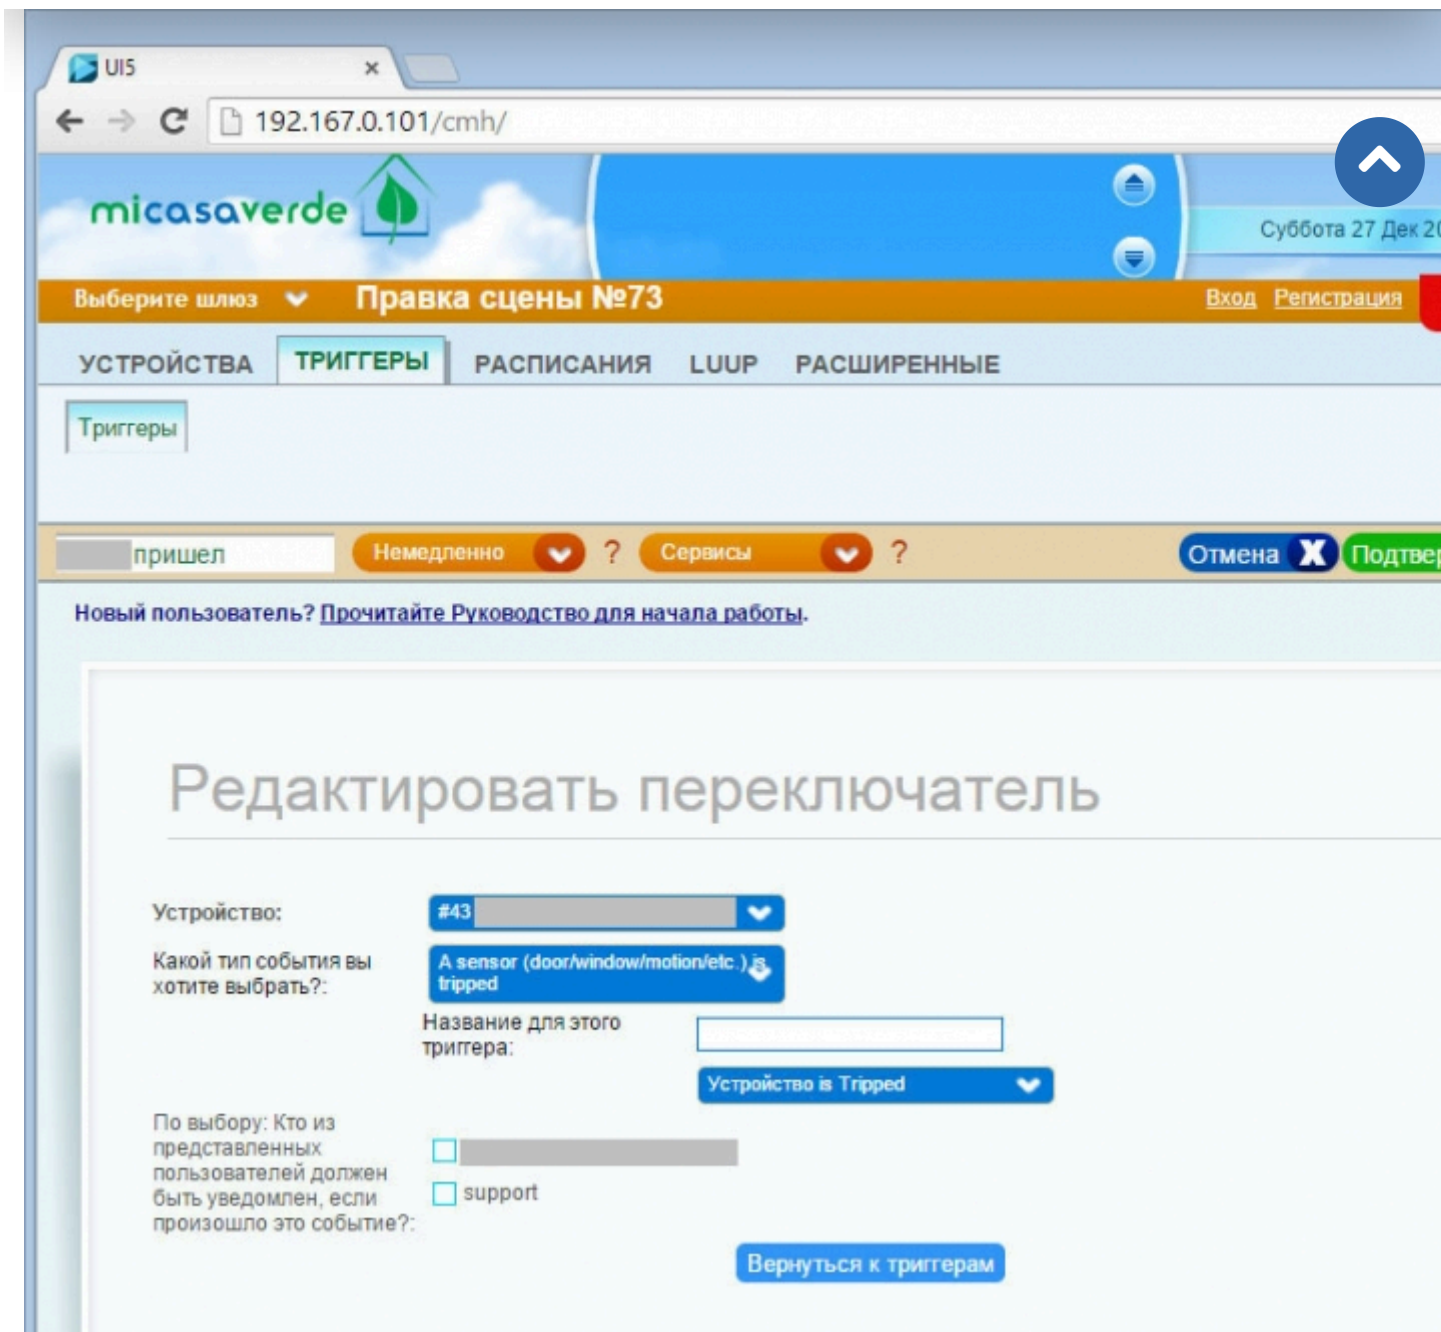 UI5
192.167.0.101/cmh/
micasaverde
Суббота 27 Дек 20
Выберите шлюз Правка сцены №73 Вход Регистрация
УСТРОЙСТВА ТРИГГЕРЫ РАСПИСАНИЯ LUUP РАСШИРЕННЫЕ
Триггеры
пришел Немедленно ? Сервисы ? Отмена X Подтвер
Новый пользователь? Прочитайте Руководство для начала работы.
Редактировать переключатель
Устройство: #43
Какой тип события вы
хотите выбрать?:
A sensor (door/window/motion/etc.) is
tripped
Название для этого
триггера:
Устройство is Tripped
По выбору: Кто из
представленных
пользователей должен
быть уведомлен, если
произошло это событие?:
support
Вернуться к триггерам